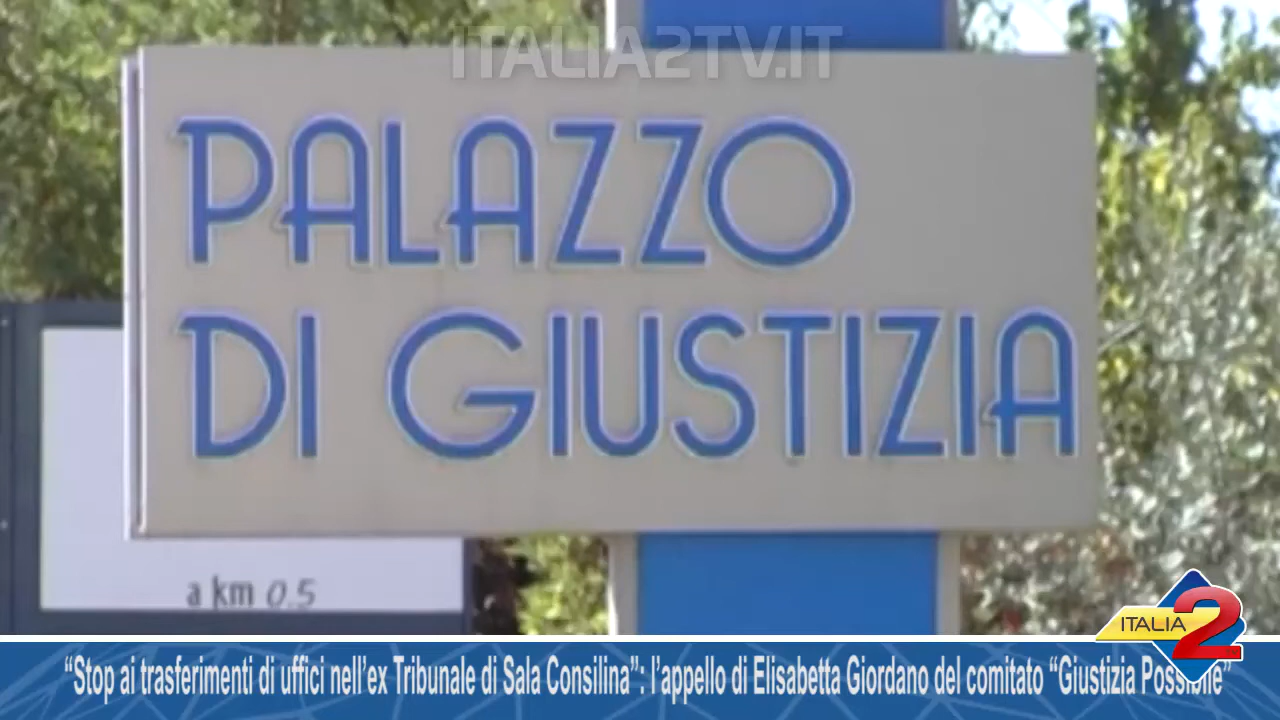 ITALIA2TV.IT
PALAZZO
DI GIUSTIZIA
a km 0.5
ITALIA 2
“Stop ai trasferimenti di uffici nell’ex Tribunale di Sala Consilina”: l’appello di Elisabetta Giordano del comitato “Giustizia Possibile”